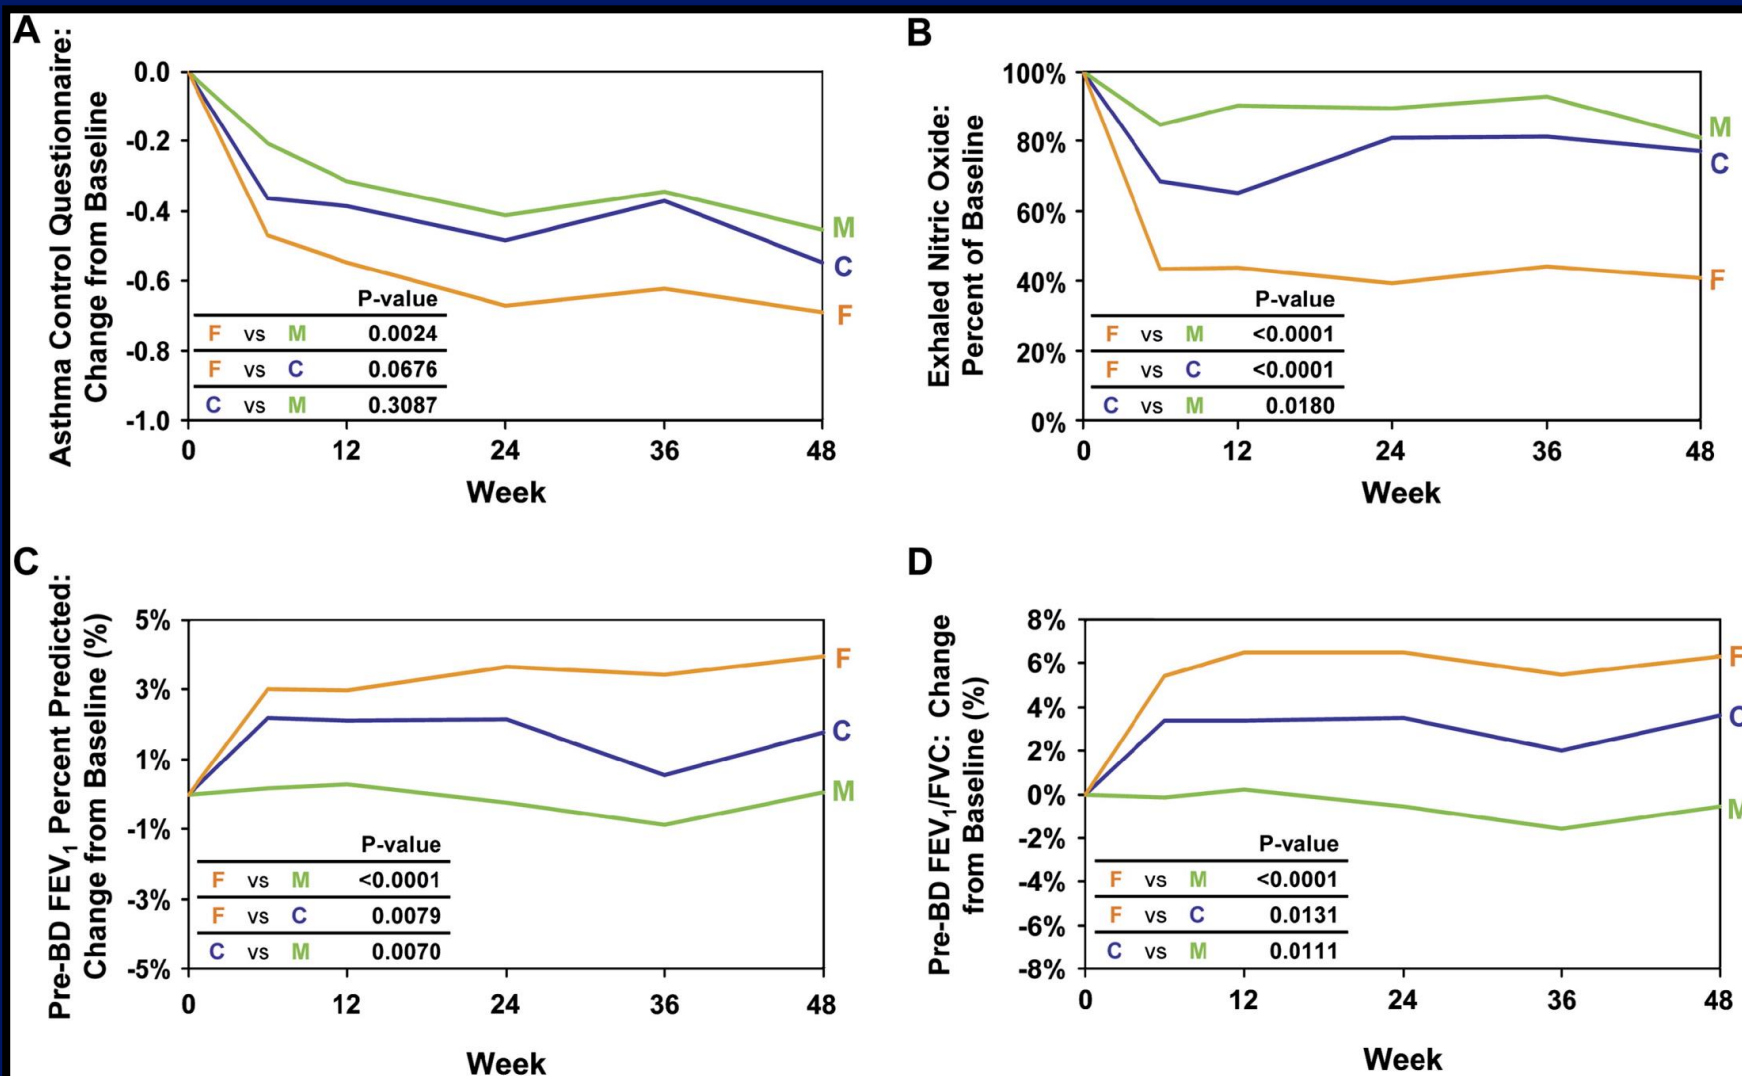 A
Asthma Control Questionnaire:
Change from Baseline
0.0
-0.2
-0.4
-0.6
-0.8
-1.0
M
C
F
P-value
F vs M 0.0024
F vs C 0.0676
C vs M 0.3087
0 12 24 36 48
Week
B
Exhaled Nitric Oxide:
Percent of Baseline
100%
80%
60%
40%
20%
0%
M
C
F
P-value
F vs M <0.0001
F vs C <0.0001
C vs M 0.0180
0 12 24 36 48
Week
C
Pre-BD FEV1 Percent Predicted:
Change from Baseline (%)
5%
3%
1%
-1%
-3%
-5%
F
C
M
P-value
F vs M <0.0001
F vs C 0.0079
C vs M 0.0070
0 12 24 36 48
Week
D
Pre-BD FEV1/FVC: Change
from Baseline (%)
8%
6%
4%
2%
0%
-2%
-4%
-6%
-8%
F
C
M
P-value
F vs M <0.0001
F vs C 0.0131
C vs M 0.0111
0 12 24 36 48
Week